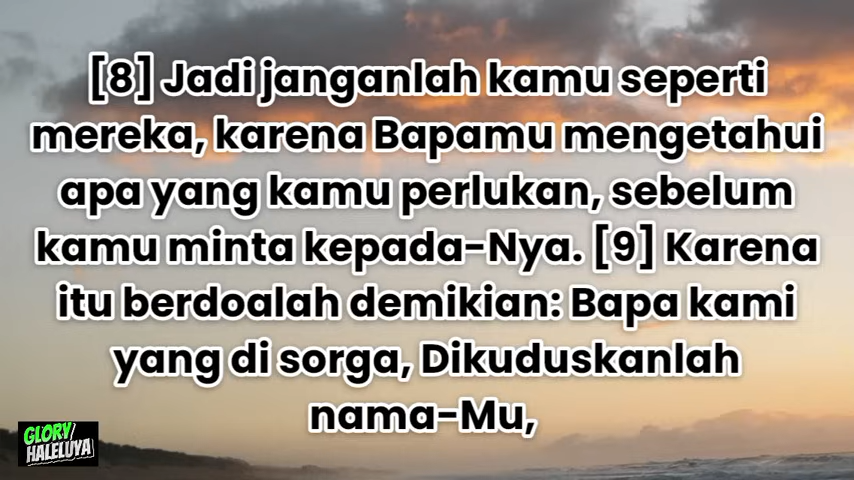 [8] Jadi janganlah kamu seperti
mereka, karena Bapamu mengetahui
apa yang kamu perlukan, sebelum
kamu minta kepada-Nya. [9] Karena
itu berdoalah demikian: Bapa kami
yang di sorga, Dikuduskanlah
nama-Mu,
GLORY
HALELUYA